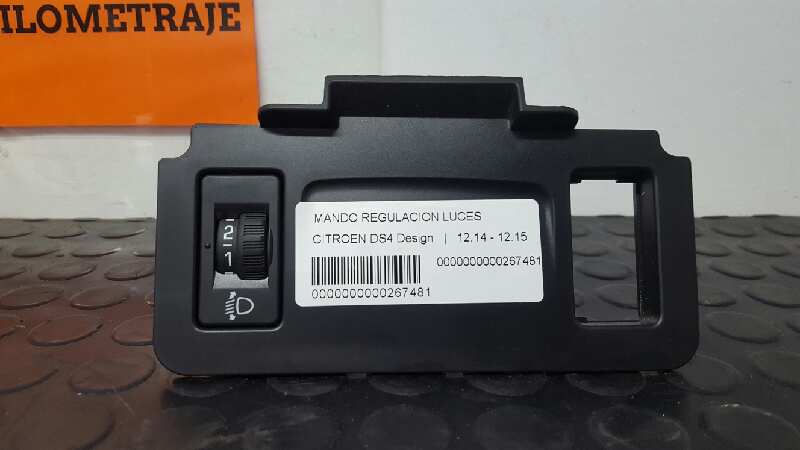 ILOMETRAJE
MANDO REGULACION LUCES
CITROEN DS4 Design | 12.14 - 12.15
0000000000267481
0000000000267481
2
1